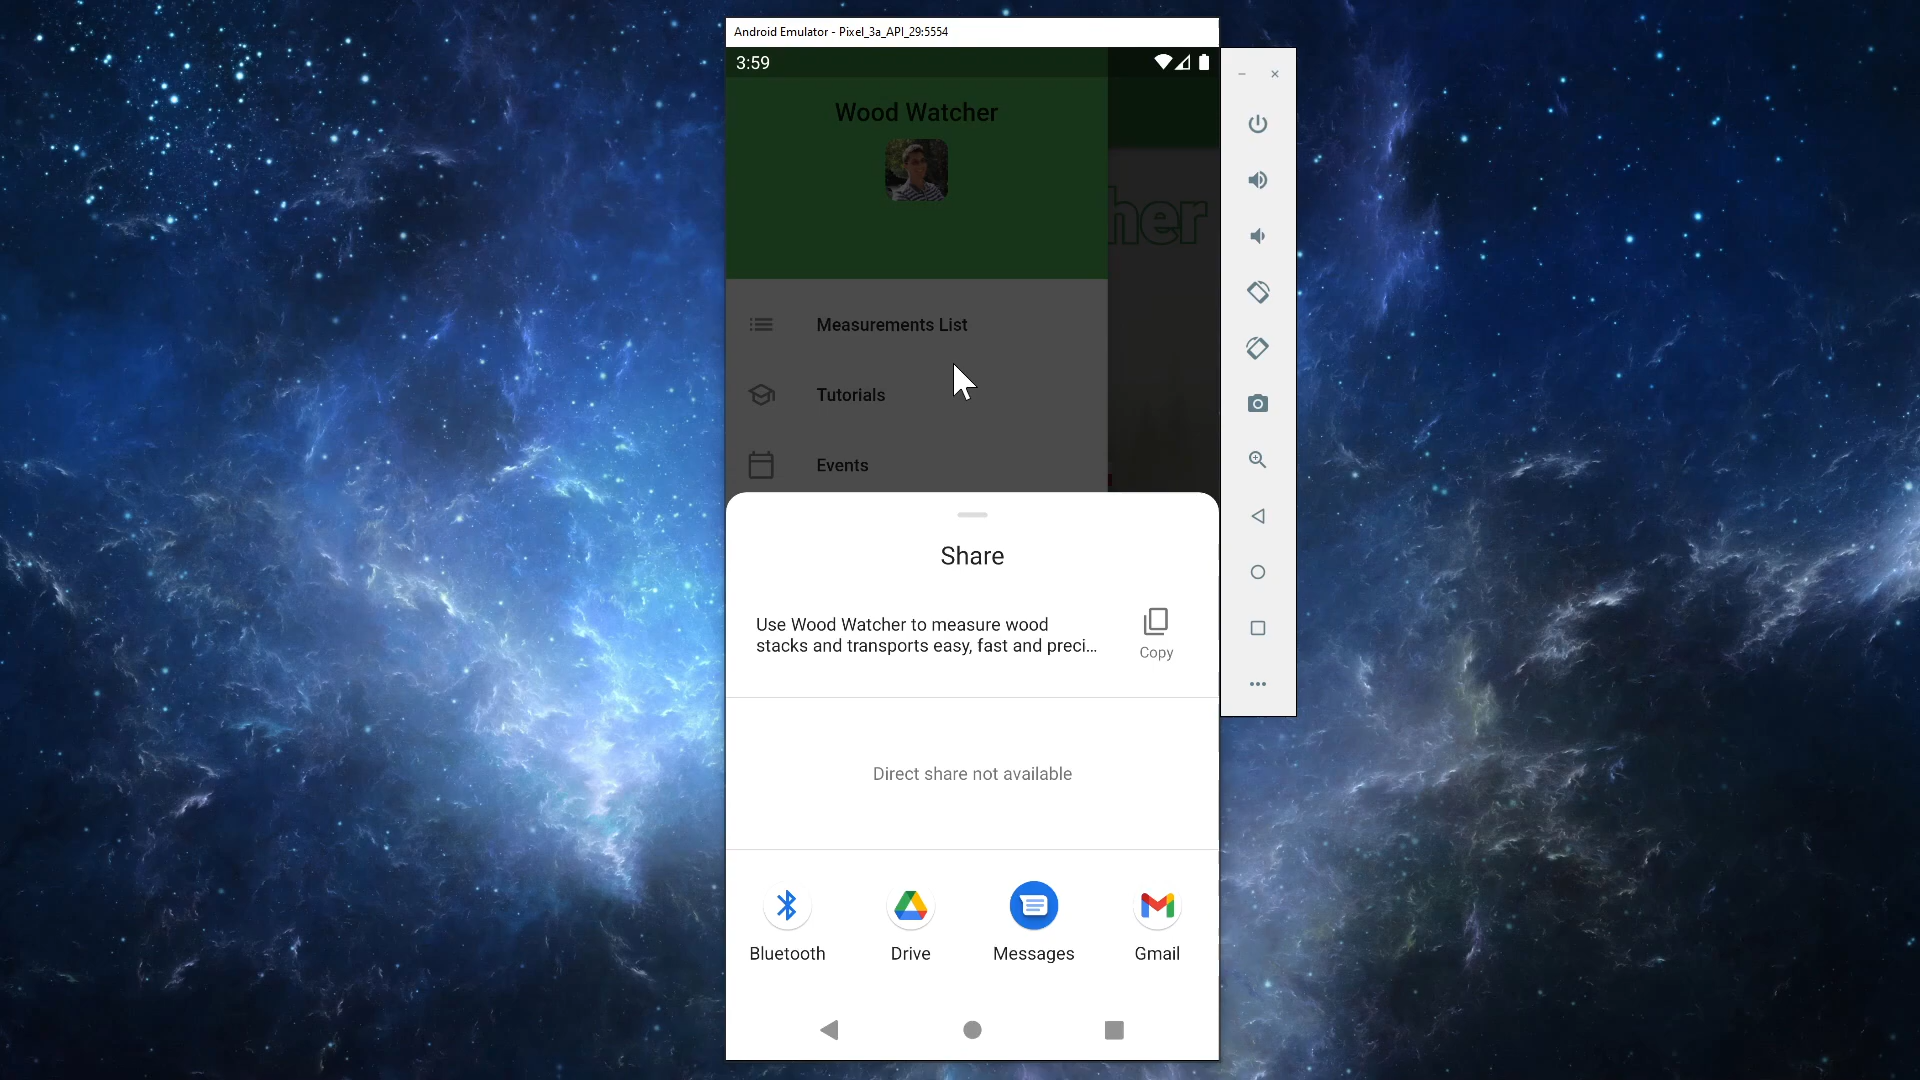 Android Emulator - Pixel_3a_API_29:5554
3:59
Wood Watcher
her
Measurements List
Tutorials
Events
Share
Use Wood Watcher to measure wood
stacks and transports easy, fast and preci...
Copy
Direct share not available
Bluetooth
Drive
Messages
Gmail